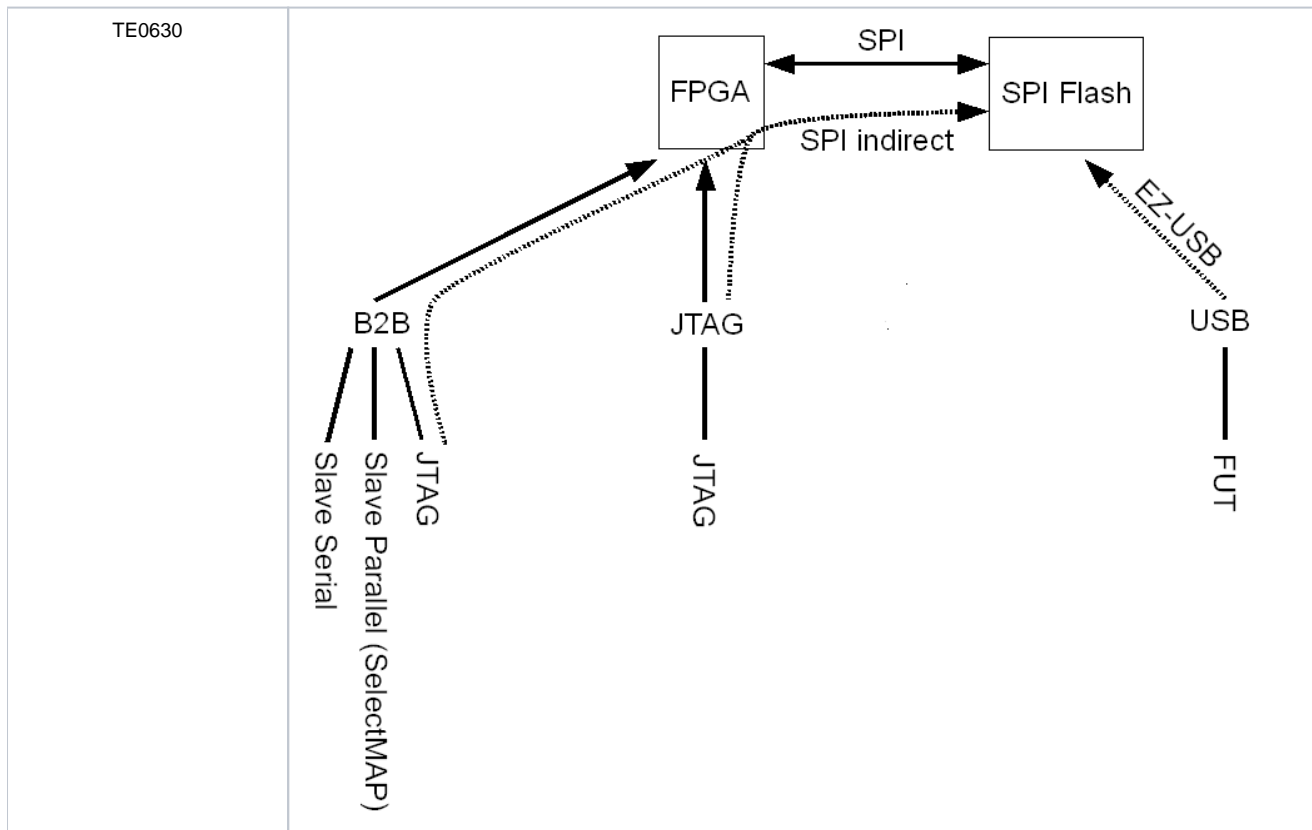 TE0630
SPI
FPGA
SPI Flash
SPI indirect
EZ-USB
B2B
JTAG
USB
Slave Serial
Slave Parallel (SelectMAP)
JTAG
JTAG
FUT